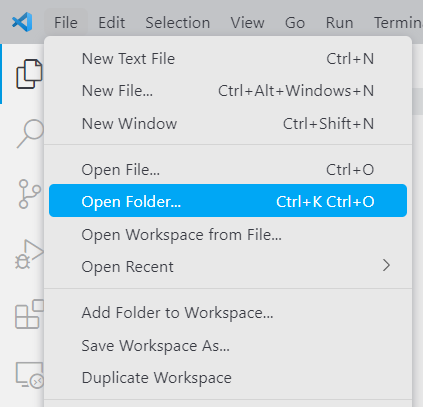 File Edit Selection View Go Run Termina
New Text File Ctrl+N
New File... Ctrl+Alt+Windows+N
New Window Ctrl+Shift+N
Open File... Ctrl+O
Open Folder... Ctrl+K Ctrl+O
Open Workspace from File...
Open Recent
Add Folder to Workspace...
Save Workspace As...
Duplicate Workspace